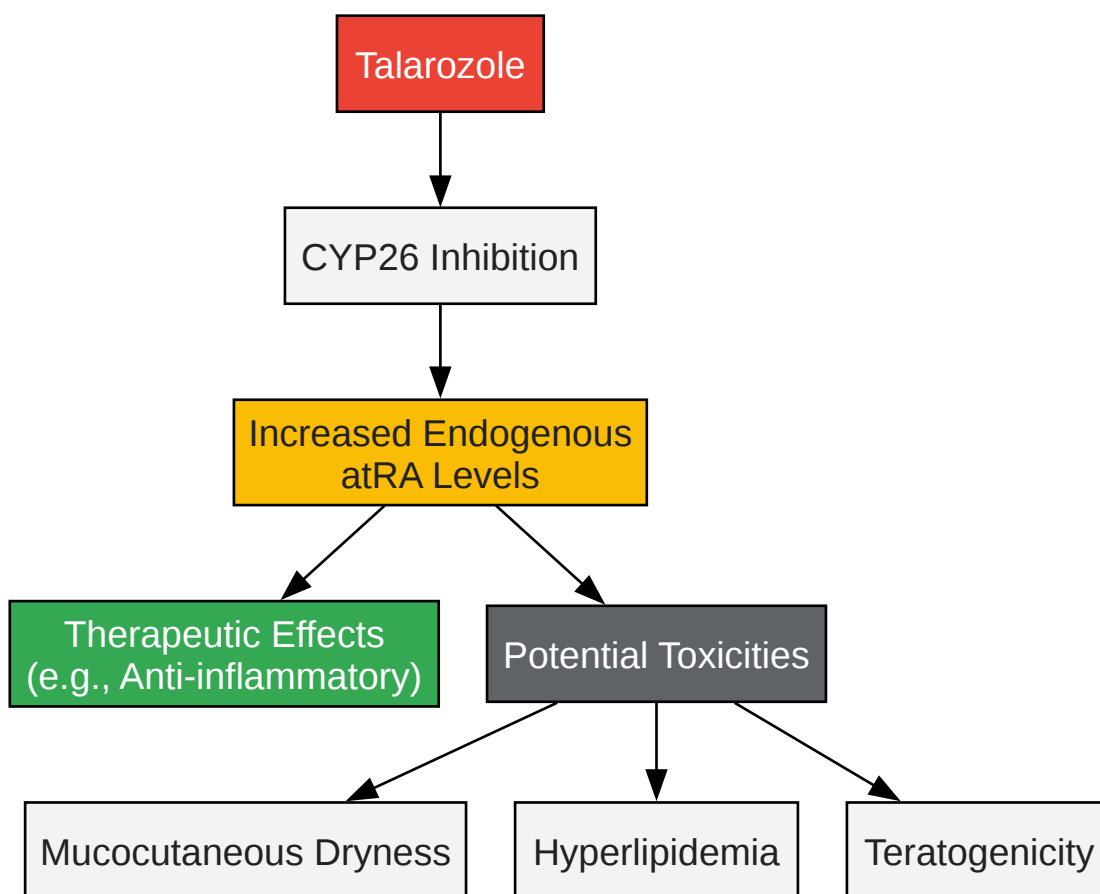 Talarozole
CYP26 Inhibition
Increased Endogenous
atRA Levels
Therapeutic Effects
(e.g., Anti-inflammatory)
Potential Toxicities
Mucocutaneous Dryness
Hyperlipidemia
Teratogenicity